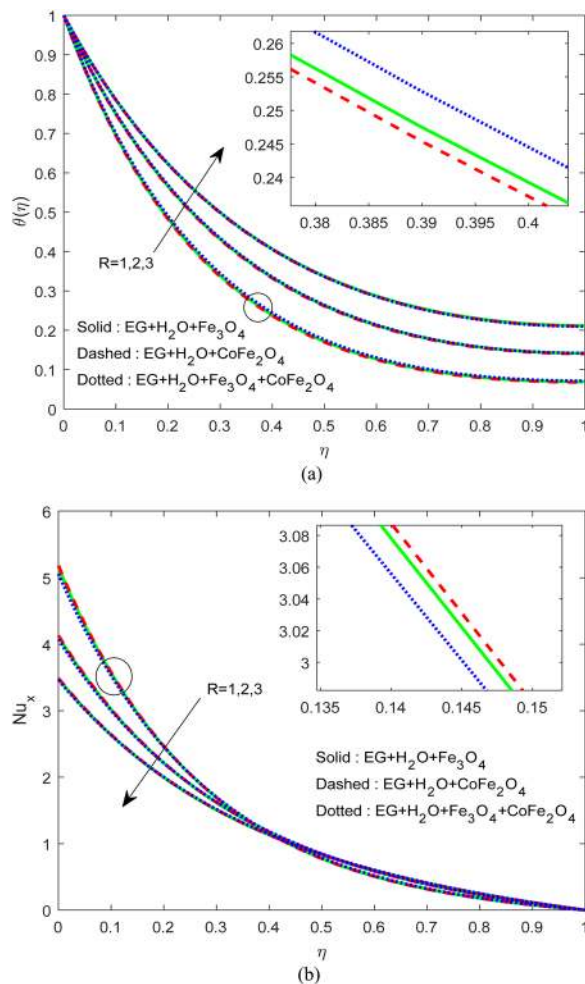 1
0.9
0.8
0.7
0.6
0.5
0.4
0.3
0.2
0.1
0
θ(η)
0.26
0.255
0.25
0.245
0.24
0.38 0.385 0.39 0.395 0.4
R=1,2,3
Solid : EG+H₂O+Fe₃O₄
Dashed : EG+H₂O+CoFe₂O₄
Dotted : EG+H₂O+Fe₃O₄+CoFe₂O₄
0 0.1 0.2 0.3 0.4 0.5 0.6 0.7 0.8 0.9 1
η
(a)
6
5
4
3
2
1
0
Nuₓ
3.08
3.06
3.04
3.02
3
0.135 0.14 0.145 0.15
R=1,2,3
Solid : EG+H₂O+Fe₃O₄
Dashed : EG+H₂O+CoFe₂O₄
Dotted : EG+H₂O+Fe₃O₄+CoFe₂O₄
0 0.1 0.2 0.3 0.4 0.5 0.6 0.7 0.8 0.9 1
η
(b)